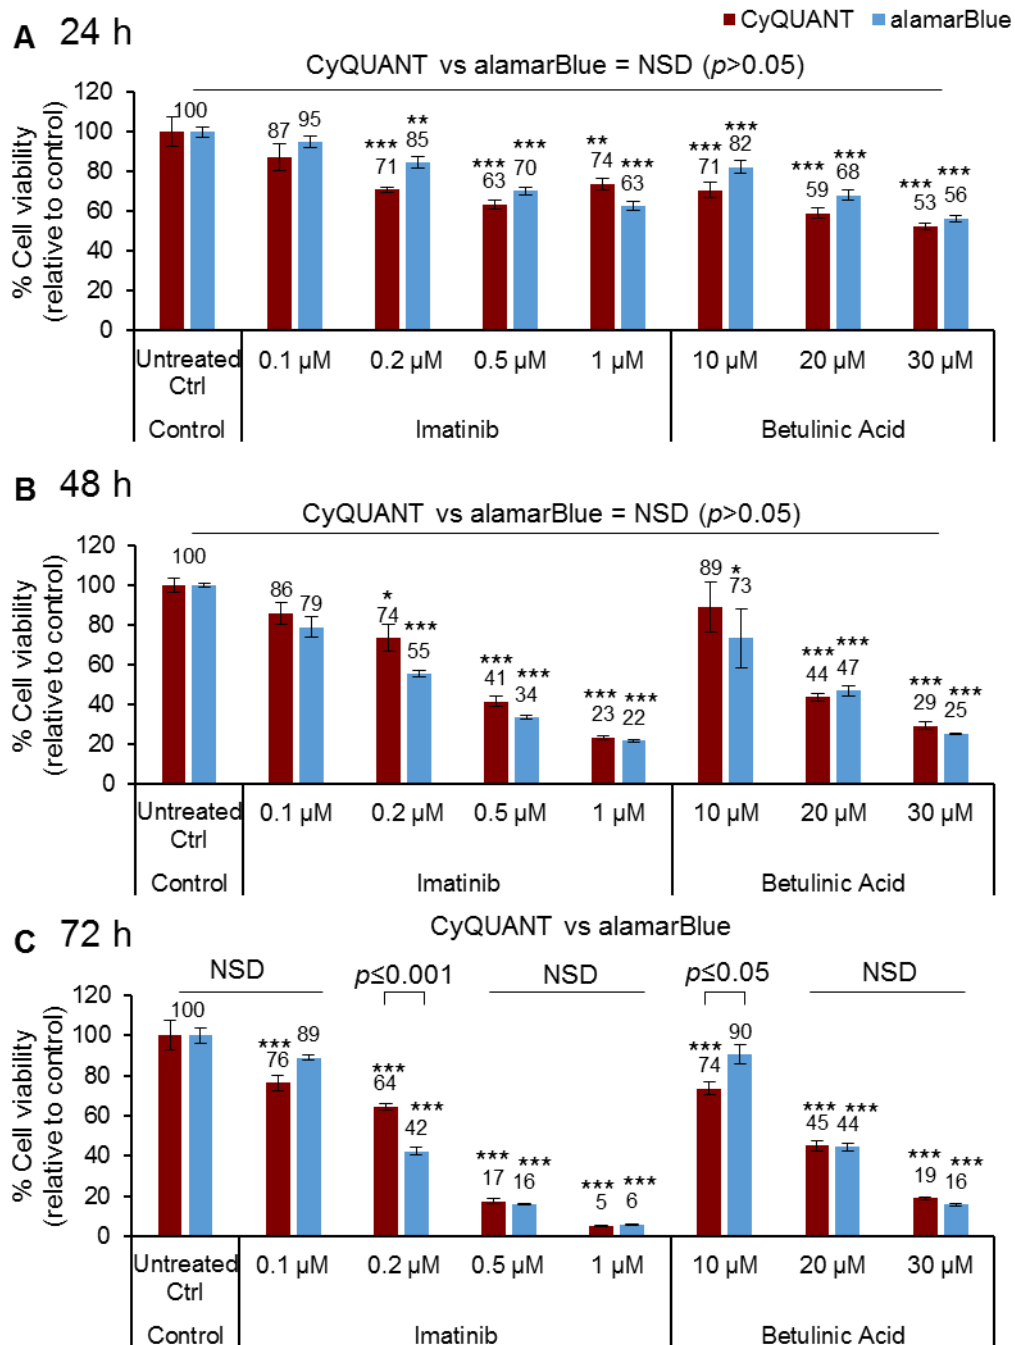 CyQUANT alamarBlue
A 24 h
CyQUANT vs alamarBlue = NSD (p>0.05)
% Cell viability
(relative to control)
120
100
80
60
40
20
0
100
87 95
*** 71 ** 85
*** 63 *** 70
** 74 *** 63
*** 71 *** 82
*** 59 *** 68
*** 53 *** 56
Untreated Ctrl 0.1 µM 0.2 µM 0.5 µM 1 µM 10 µM 20 µM 30 µM
Control Imatinib Betulinic Acid
B 48 h
CyQUANT vs alamarBlue = NSD (p>0.05)
% Cell viability
(relative to control)
120
100
80
60
40
20
0
100
86 79
* 74 *** 55
*** 41 *** 34
*** 23 *** 22
89 * 73
*** 44 *** 47
*** 29 *** 25
Untreated Ctrl 0.1 µM 0.2 µM 0.5 µM 1 µM 10 µM 20 µM 30 µM
Control Imatinib Betulinic Acid
C 72 h
CyQUANT vs alamarBlue
NSD p≤0.001 NSD p≤0.05 NSD
% Cell viability
(relative to control)
120
100
80
60
40
20
0
100
*** 76 89
*** 64 *** 42
*** 17 *** 16
*** 5 *** 6
*** 74 90
*** 45 *** 44
*** 19 *** 16
Untreated Ctrl 0.1 µM 0.2 µM 0.5 µM 1 µM 10 µM 20 µM 30 µM
Control Imatinib Betulinic Acid